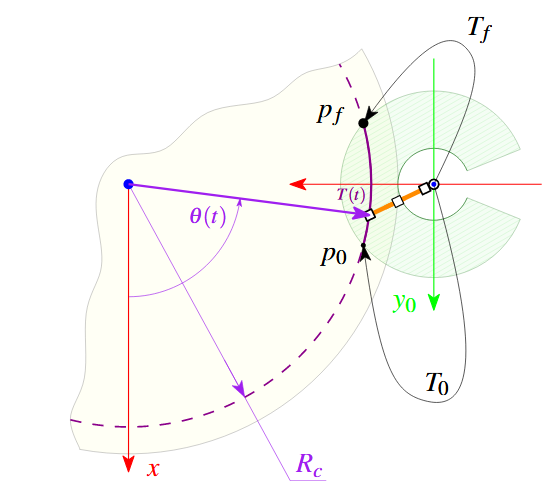 T_f
p_f
T(t)
θ(t)
p_0
y_0
T_0
R_c
x